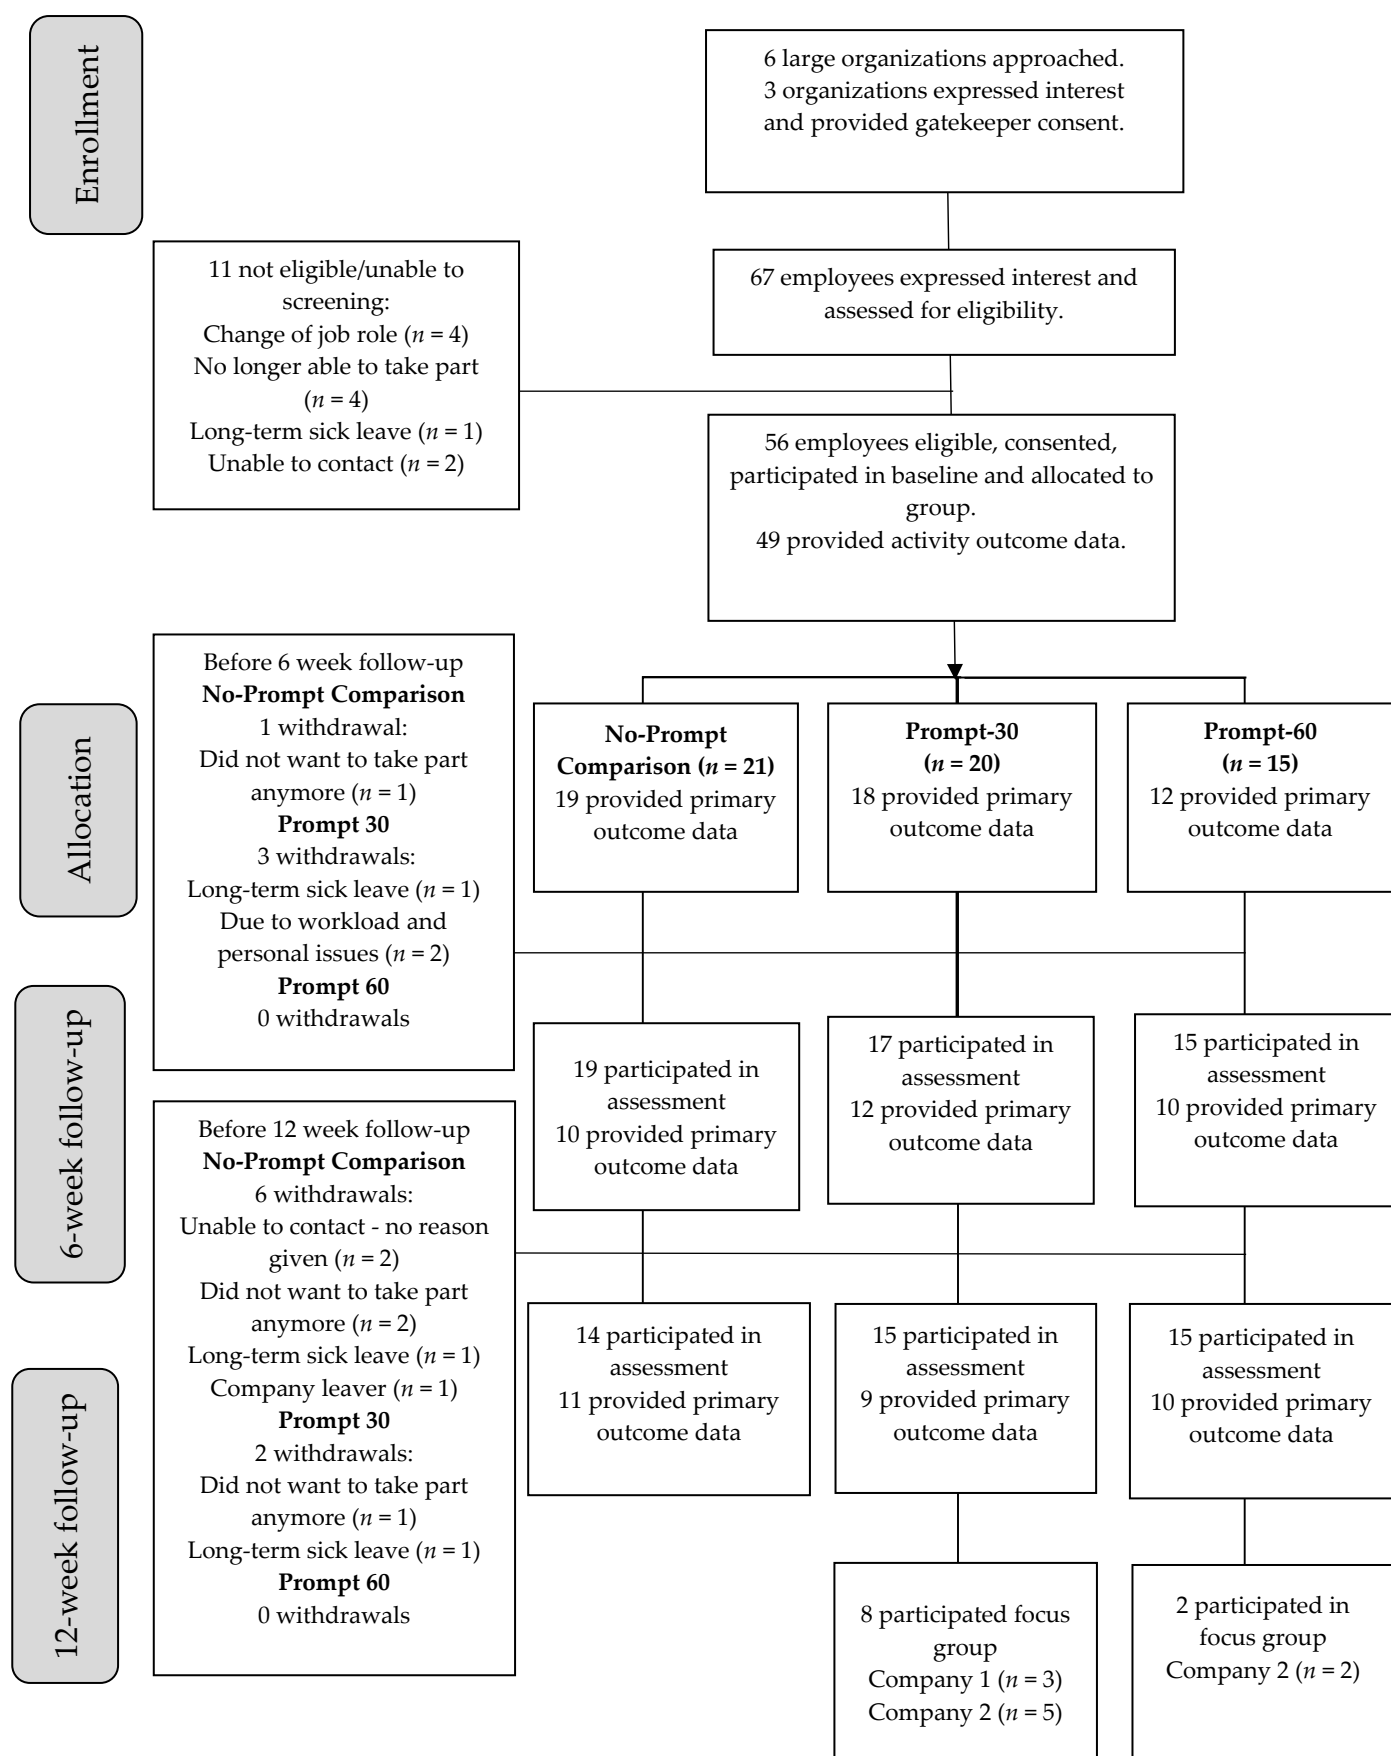 Enrollment
6 large organizations approached.
3 organizations expressed interest
and provided gatekeeper consent.
11 not eligible/unable to
screening:
Change of job role (n = 4)
No longer able to take part
(n = 4)
Long-term sick leave (n = 1)
Unable to contact (n = 2)
67 employees expressed interest and
assessed for eligibility.
56 employees eligible, consented,
participated in baseline and allocated to
group.
49 provided activity outcome data.
Allocation
Before 6 week follow-up
No-Prompt Comparison
1 withdrawal:
Did not want to take part
anymore (n = 1)
Prompt 30
3 withdrawals:
Long-term sick leave (n = 1)
Due to workload and
personal issues (n = 2)
Prompt 60
0 withdrawals
No-Prompt
Comparison (n = 21)
19 provided primary
outcome data
Prompt-30
(n = 20)
18 provided primary
outcome data
Prompt-60
(n = 15)
12 provided primary
outcome data
6-week follow-up
19 participated in
assessment
10 provided primary
outcome data
17 participated in
assessment
12 provided primary
outcome data
15 participated in
assessment
10 provided primary
outcome data
Before 12 week follow-up
No-Prompt Comparison
6 withdrawals:
Unable to contact - no reason
given (n = 2)
Did not want to take part
anymore (n = 2)
Long-term sick leave (n = 1)
Company leaver (n = 1)
Prompt 30
2 withdrawals:
Did not want to take part
anymore (n = 1)
Long-term sick leave (n = 1)
Prompt 60
0 withdrawals
12-week follow-up
14 participated in
assessment
11 provided primary
outcome data
15 participated in
assessment
9 provided primary
outcome data
15 participated in
assessment
10 provided primary
outcome data
8 participated focus
group
Company 1 (n = 3)
Company 2 (n = 5)
2 participated in
focus group
Company 2 (n = 2)